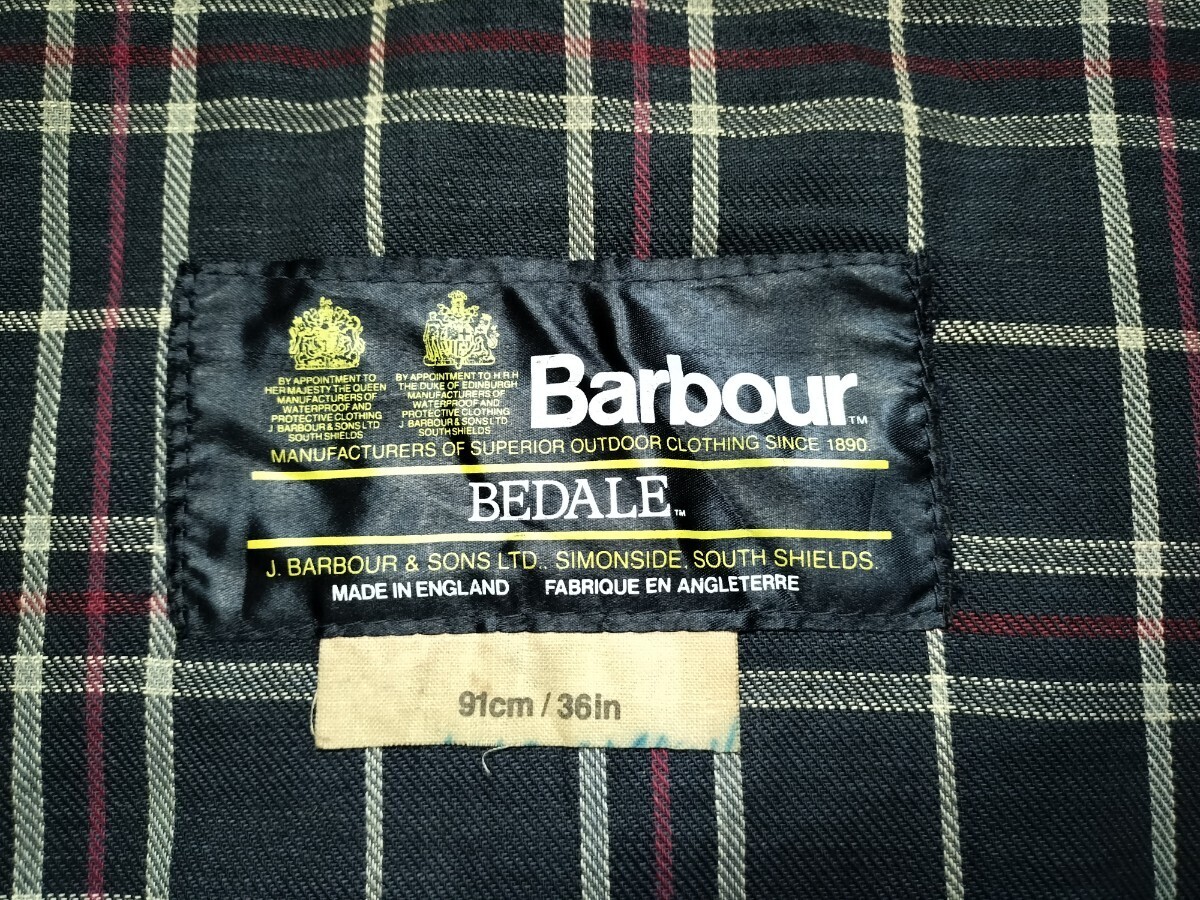 BY APPOINTMENT TO
HER MAJESTY THE QUEEN
MANUFACTURERS OF
WATERPROOF AND
PROTECTIVE CLOTHING
J BARBOUR & SONS LTD
SOUTH SHIELDS
BY APPOINTMENT TO H.R.H
THE DUKE OF EDINBURGH
MANUFACTURERS OF
WATERPROOF AND
PROTECTIVE CLOTHING
J BARBOUR & SONS LTD
SOUTH SHIELDS
Barbour™
MANUFACTURERS OF SUPERIOR OUTDOOR CLOTHING SINCE 1890.
BEDALE™
J. BARBOUR & SONS LTD., SIMONSIDE, SOUTH SHIELDS
MADE IN ENGLAND FABRIQUE EN ANGLETERRE
91cm / 36in